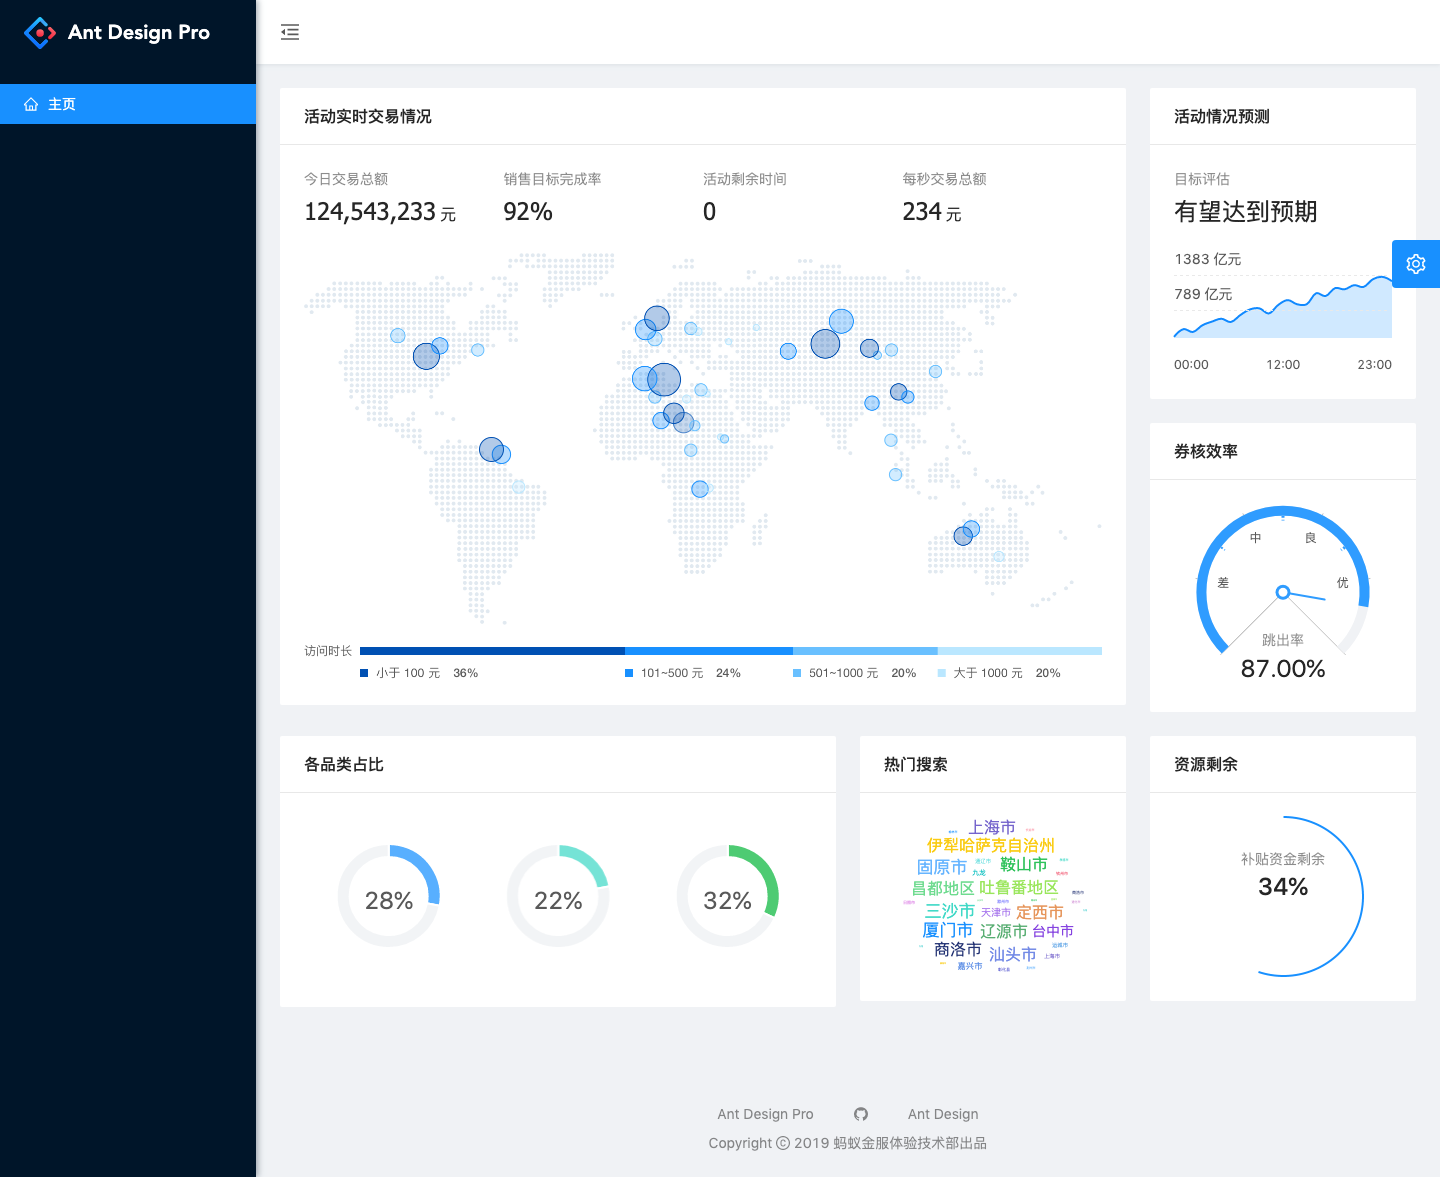 Ant Design Pro
主页
活动实时交易情况
今日交易总额
124,543,233 元
销售目标完成率
92%
活动剩余时间
0
每秒交易总额
234 元
访问时长
小于 100 元 36%
101~500 元 24%
501~1000 元 20%
大于 1000 元 20%
活动情况预测
目标评估
有望达到预期
1383 亿元
789 亿元
00:00 12:00 23:00
券核效率
中 良
差 优
跳出率
87.00%
各品类占比
28% 22% 32%
热门搜索
上海市
伊犁哈萨克自治州
固原市 鞍山市
九龙
昌都地区 吐鲁番地区
三沙市 天津市 定西市
厦门市 辽源市 台中市
商洛市 汕头市
上海市
嘉兴市
资源剩余
补贴资金剩余
34%
Ant Design Pro Ant Design
Copyright © 2019 蚂蚁金服体验技术部出品